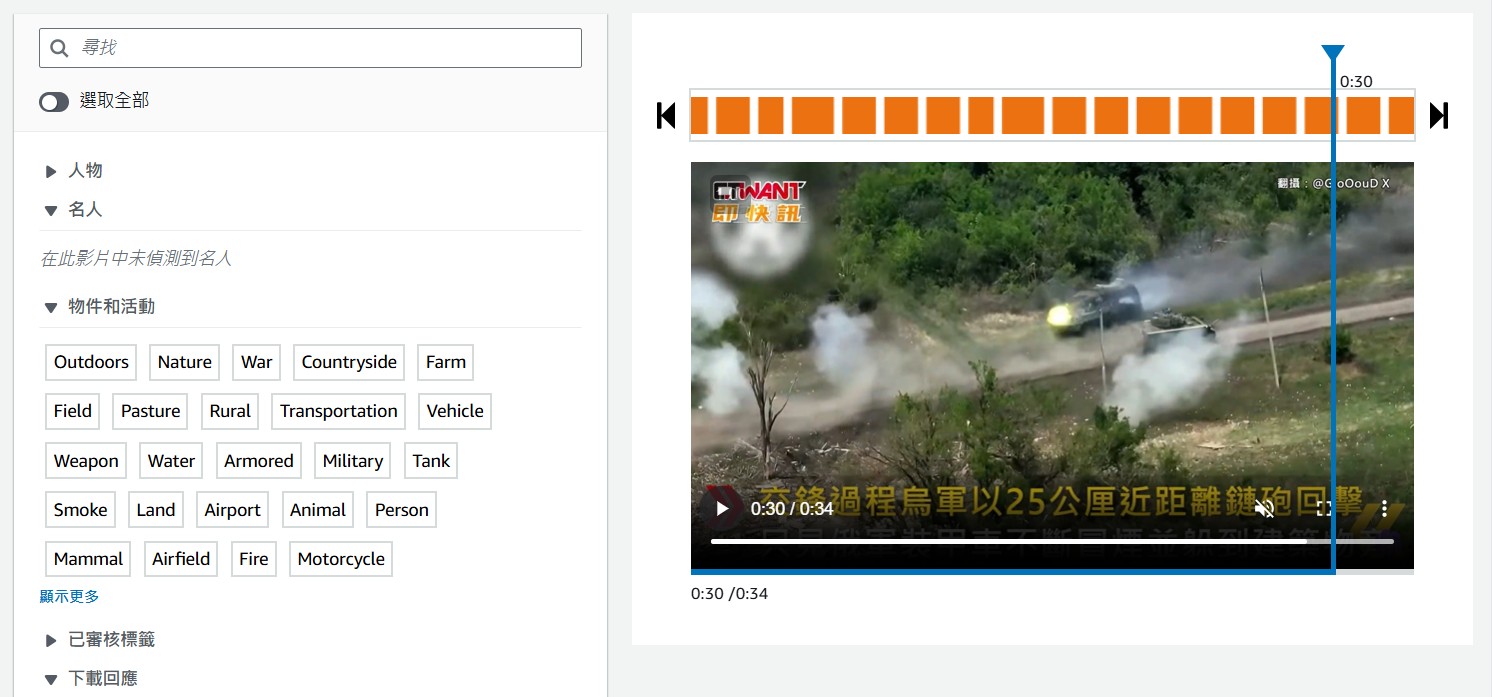 尋找
選取全部
人物
名人
在此影片中未偵測到名人
物件和活動
Outdoors Nature War Countryside Farm
Field Pasture Rural Transportation Vehicle
Weapon Water Armored Military Tank
Smoke Land Airport Animal Person
Mammal Airfield Fire Motorcycle
顯示更多
已審核標籤
下載回應
0:30
CTWANT
即快訊
翻攝：@GloOouD X
交鋒過程烏軍以25公厘近距離鏈砲回擊
0:30 / 0:34
0:30 /0:34